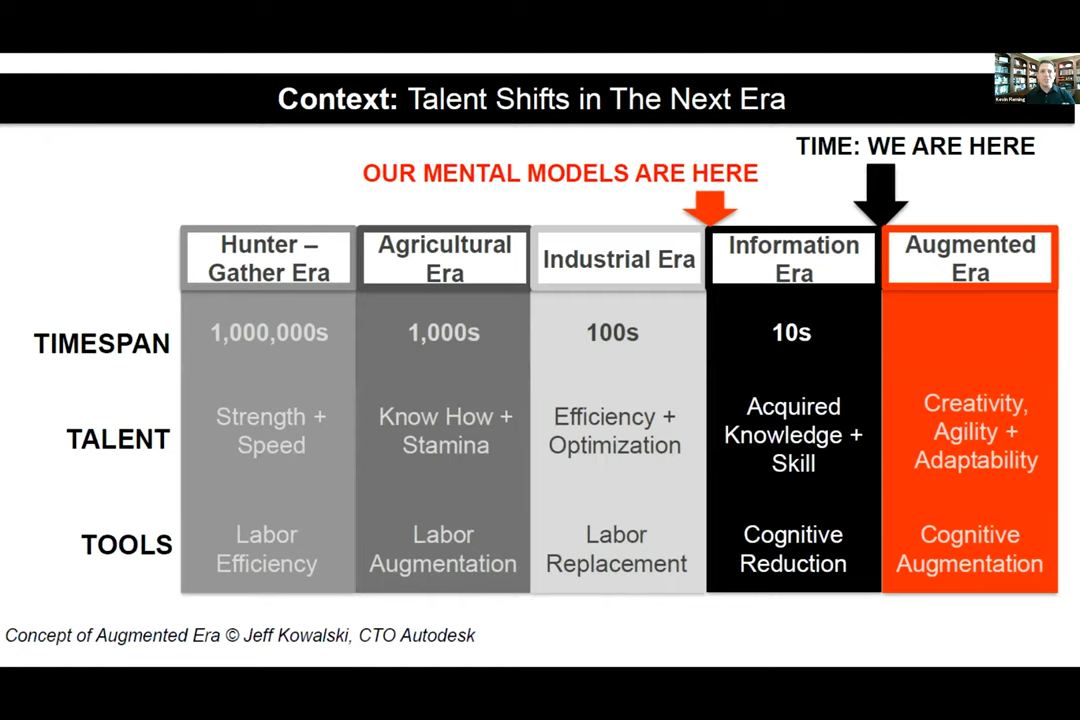 Context: Talent Shifts in The Next Era
Kevin Fleming
TIME: WE ARE HERE
OUR MENTAL MODELS ARE HERE
Hunter –
Gather Era
Agricultural
Era
Industrial Era
Information
Era
Augmented
Era
TIMESPAN
1,000,000s
1,000s
100s
10s
TALENT
Strength +
Speed
Know How +
Stamina
Efficiency +
Optimization
Acquired
Knowledge +
Skill
Creativity,
Agility +
Adaptability
TOOLS
Labor
Efficiency
Labor
Augmentation
Labor
Replacement
Cognitive
Reduction
Cognitive
Augmentation
Concept of Augmented Era © Jeff Kowalski, CTO Autodesk